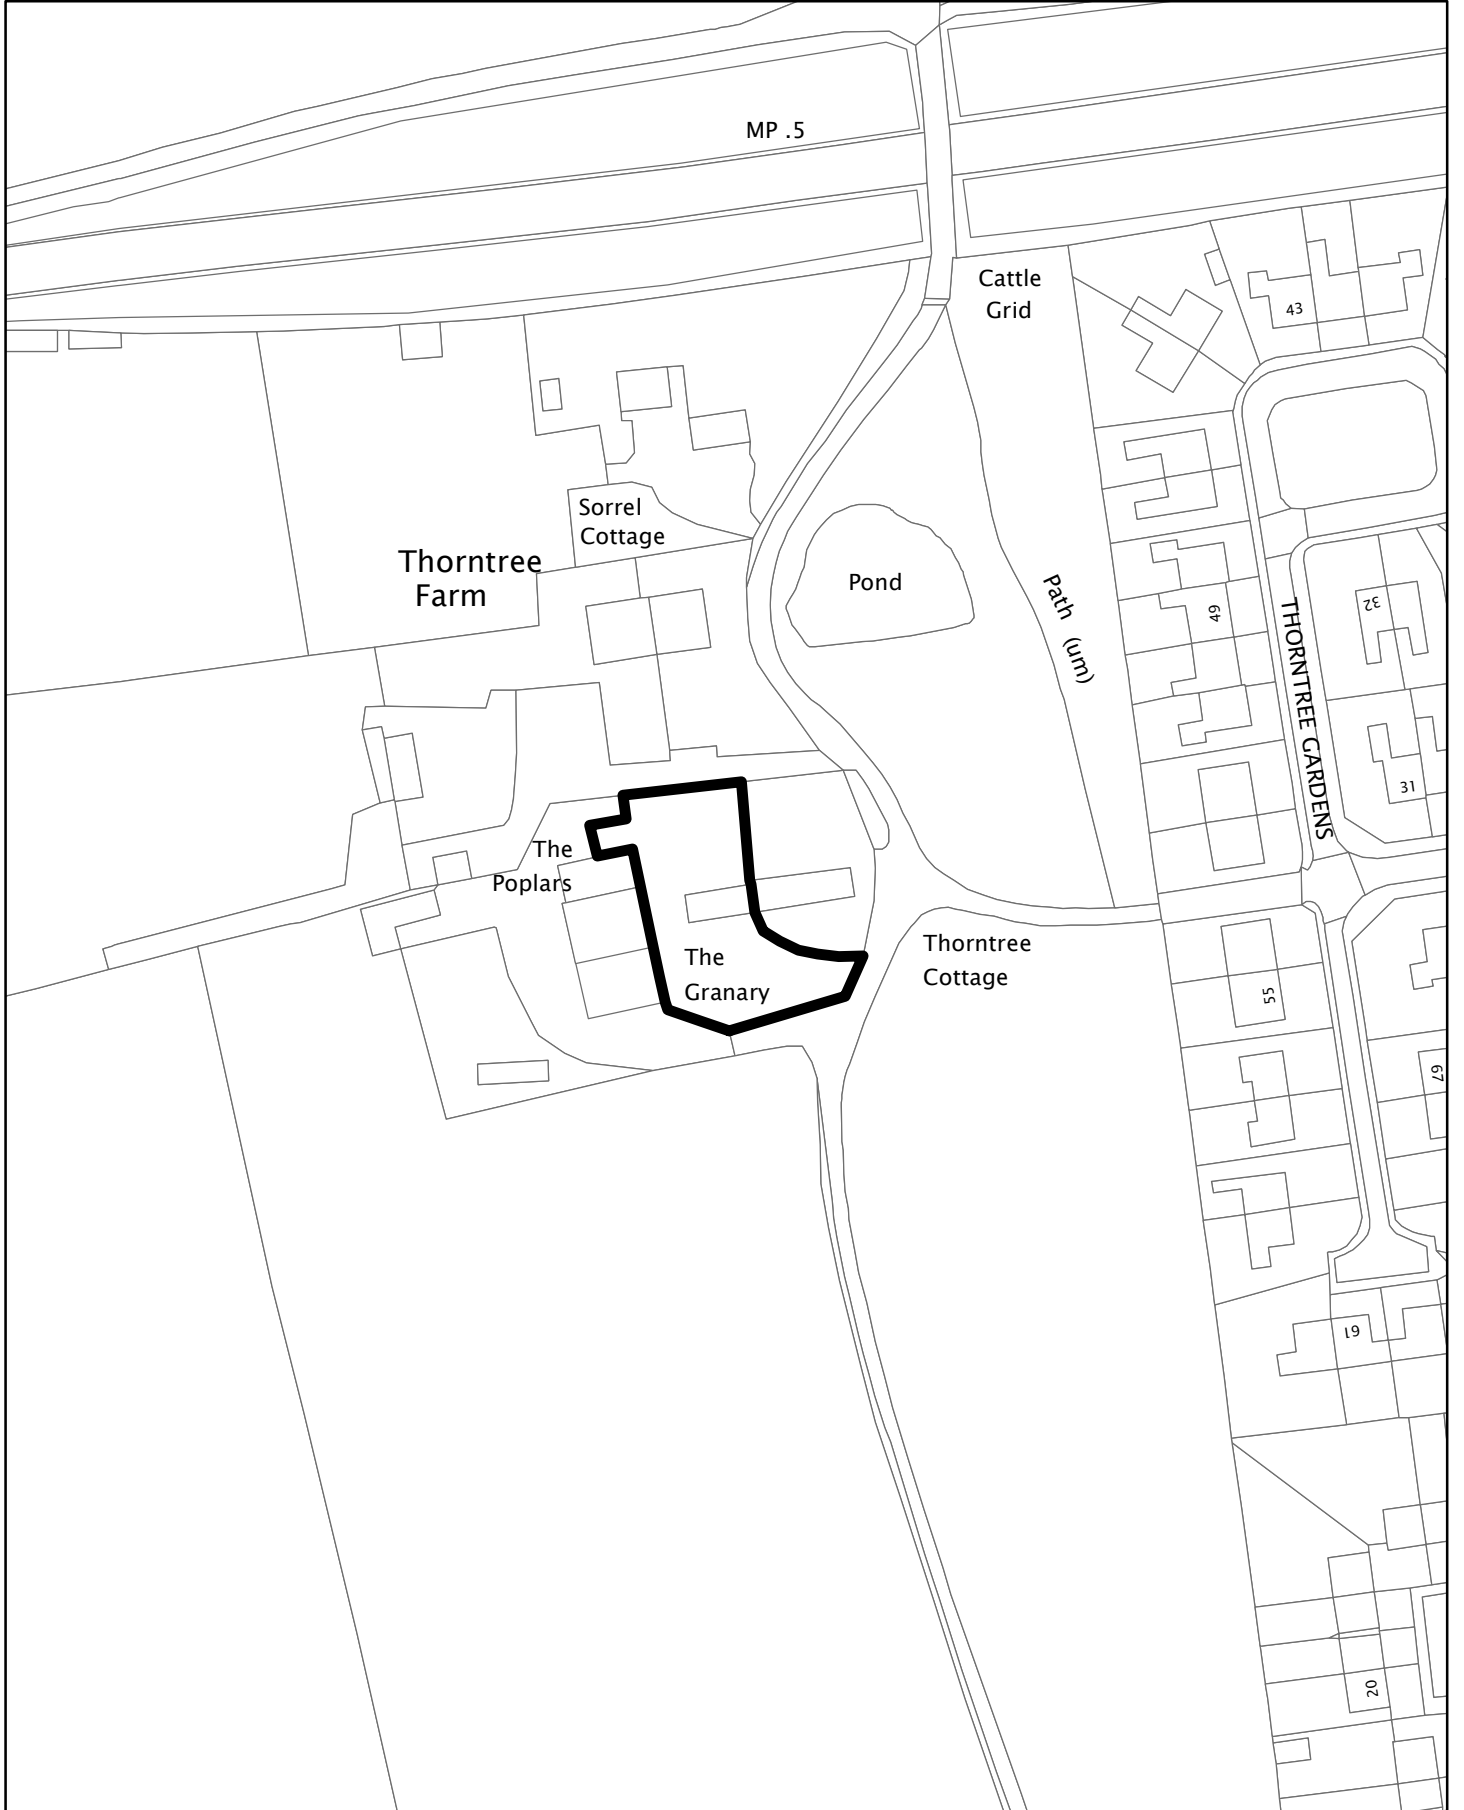 MP .5
Cattle
Grid
43
Sorrel
Cottage
Thorntree
Farm
Pond
Path (um)
49
THORNTREE GARDENS
32
31
The
Poplars
The
Granary
Thorntree
Cottage
55
67
61
20